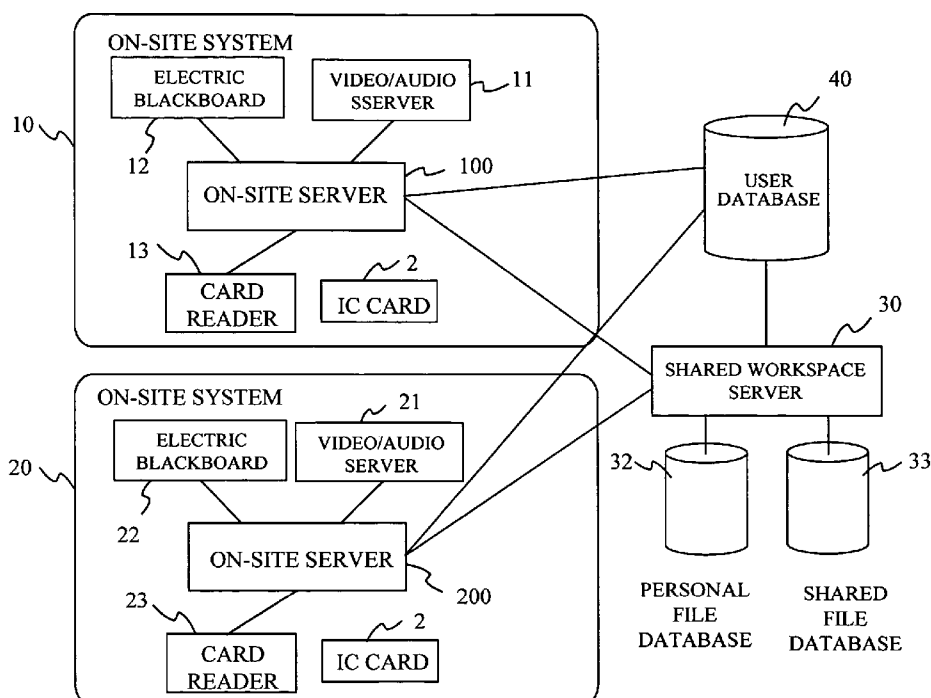 ON-SITE SYSTEM
ELECTRIC
BLACKBOARD
VIDEO/AUDIO
SSERVER
11
10
12
100
ON-SITE SERVER
13
2
CARD
READER
IC CARD
40
USER
DATABASE
30
SHARED WORKSPACE
SERVER
32
33
PERSONAL
FILE
DATABASE
SHARED
FILE
DATABASE
ON-SITE SYSTEM
21
ELECTRIC
BLACKBOARD
VIDEO/AUDIO
SERVER
20
22
ON-SITE SERVER
200
23
2
CARD
READER
IC CARD